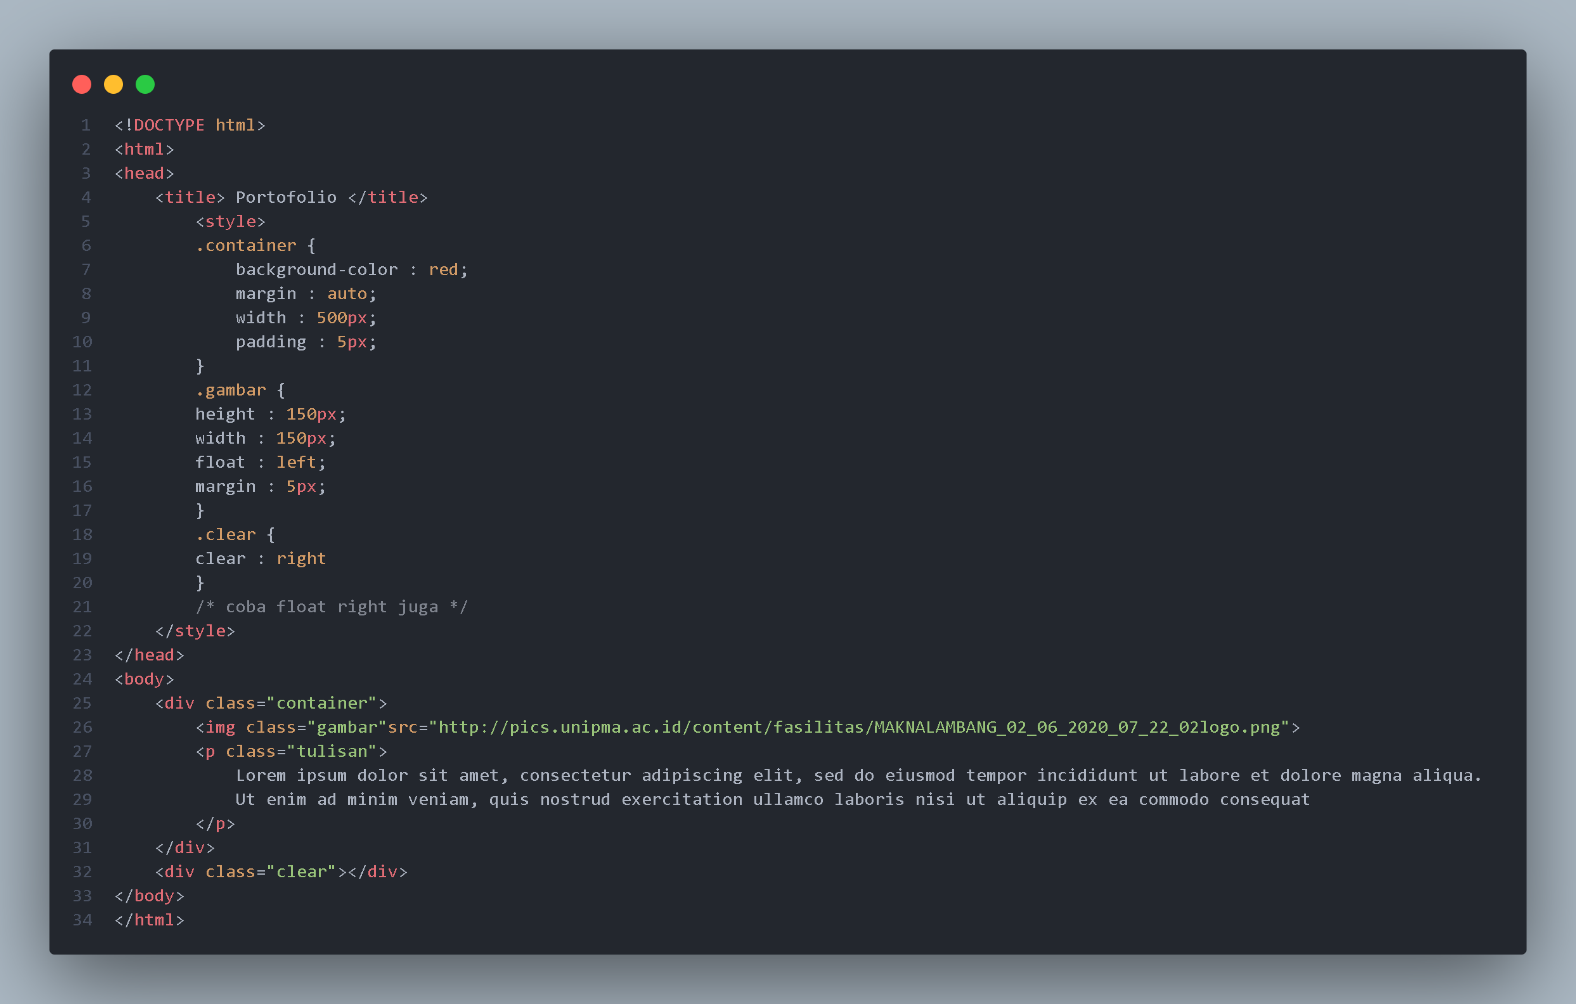 1 <!DOCTYPE html>
2 <html>
3 <head>
4     <title> Portofolio </title>
5         <style>
6         .container {
7             background-color : red;
8             margin : auto;
9             width : 500px;
10             padding : 5px;
11         }
12         .gambar {
13         height : 150px;
14         width : 150px;
15         float : left;
16         margin : 5px;
17         }
18         .clear {
19         clear : right
20         }
21         /* coba float right juga */
22     </style>
23 </head>
24 <body>
25     <div class="container">
26         <img class="gambar"src="http://pics.unipma.ac.id/content/fasilitas/MAKNALAMBANG_02_06_2020_07_22_02logo.png">
27         <p class="tulisan">
28             Lorem ipsum dolor sit amet, consectetur adipiscing elit, sed do eiusmod tempor incididunt ut labore et dolore magna aliqua.
29             Ut enim ad minim veniam, quis nostrud exercitation ullamco laboris nisi ut aliquip ex ea commodo consequat
30         </p>
31     </div>
32     <div class="clear"></div>
33 </body>
34 </html>